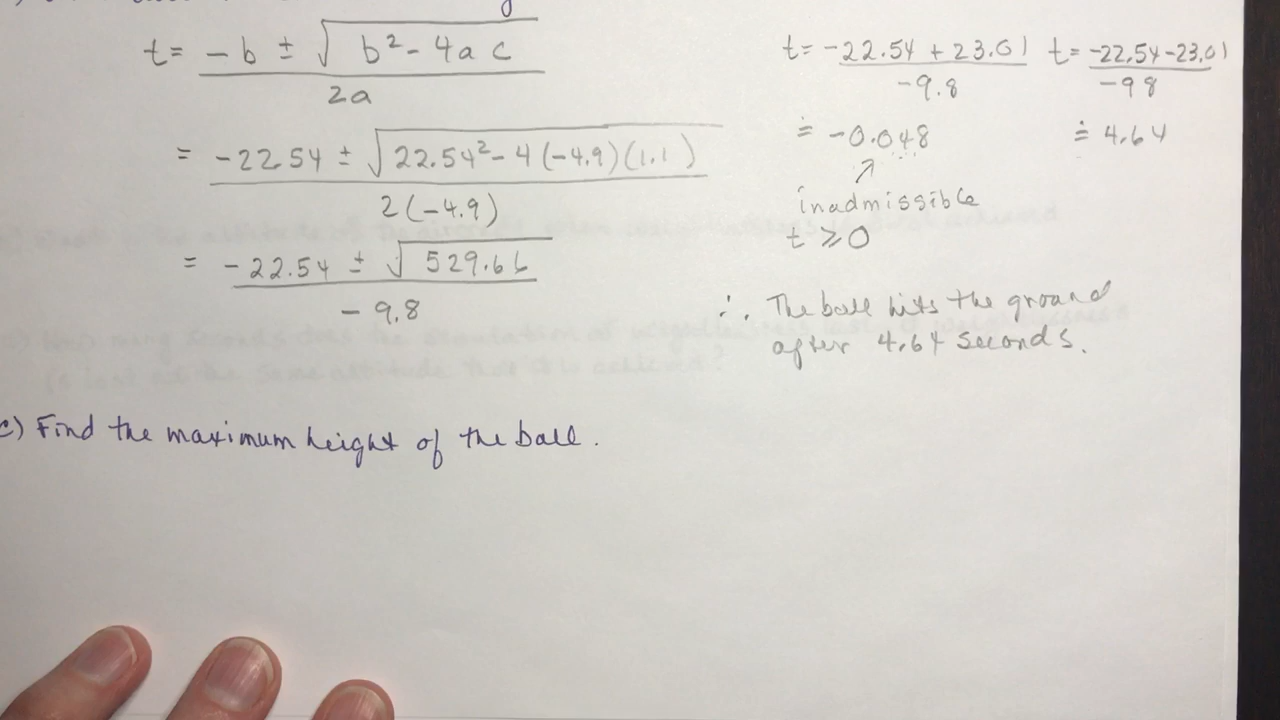 t = -b ± √b² - 4ac
2a
= -22.54 ± √22.54² - 4(-4.9)(1.1)
2(-4.9)
= -22.54 ± √529.66
-9.8
t = -22.54 + 23.01
-9.8
≐ -0.048
inadmissible
t ≥ 0
t = -22.54 - 23.01
-9.8
≐ 4.64
∴ The ball hits the ground
after 4.64 seconds.
c) Find the maximum height of the ball.